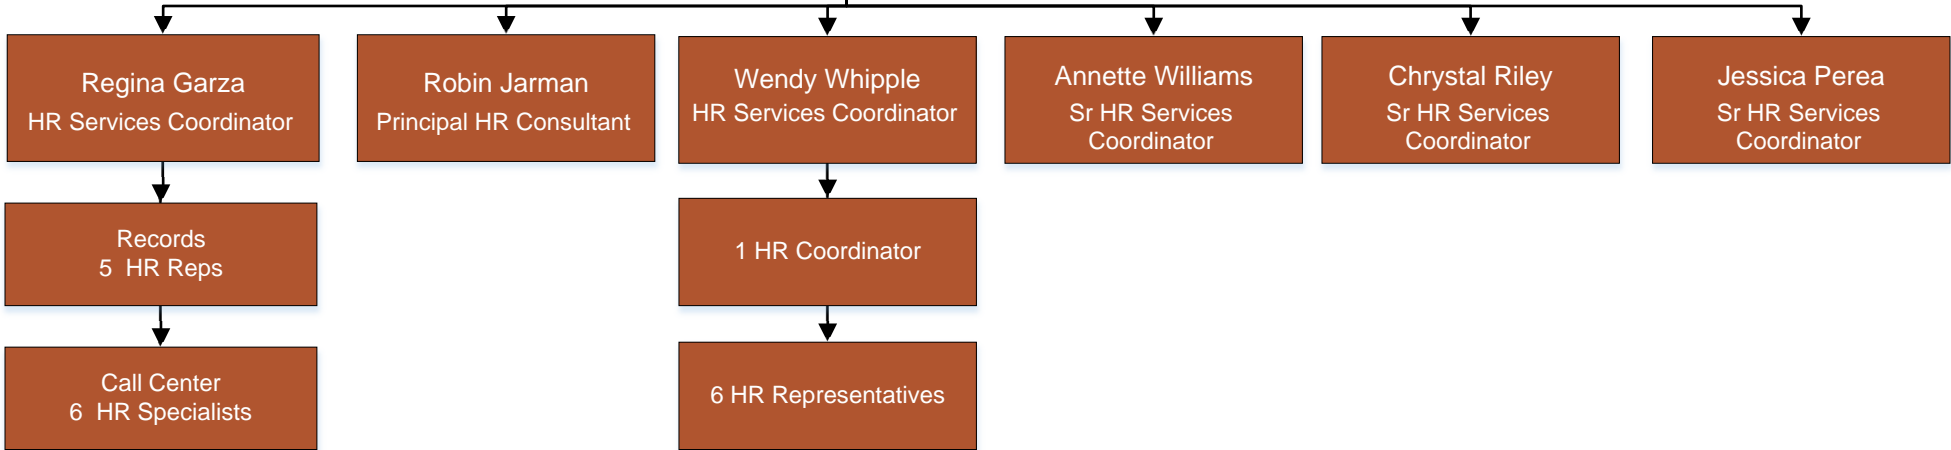 Regina Garza
HR Services Coordinator
Robin Jarman
Principal HR Consultant
Wendy Whipple
HR Services Coordinator
Annette Williams
Sr HR Services
Coordinator
Chrystal Riley
Sr HR Services
Coordinator
Jessica Perea
Sr HR Services
Coordinator
Records
5 HR Reps
1 HR Coordinator
Call Center
6 HR Specialists
6 HR Representatives